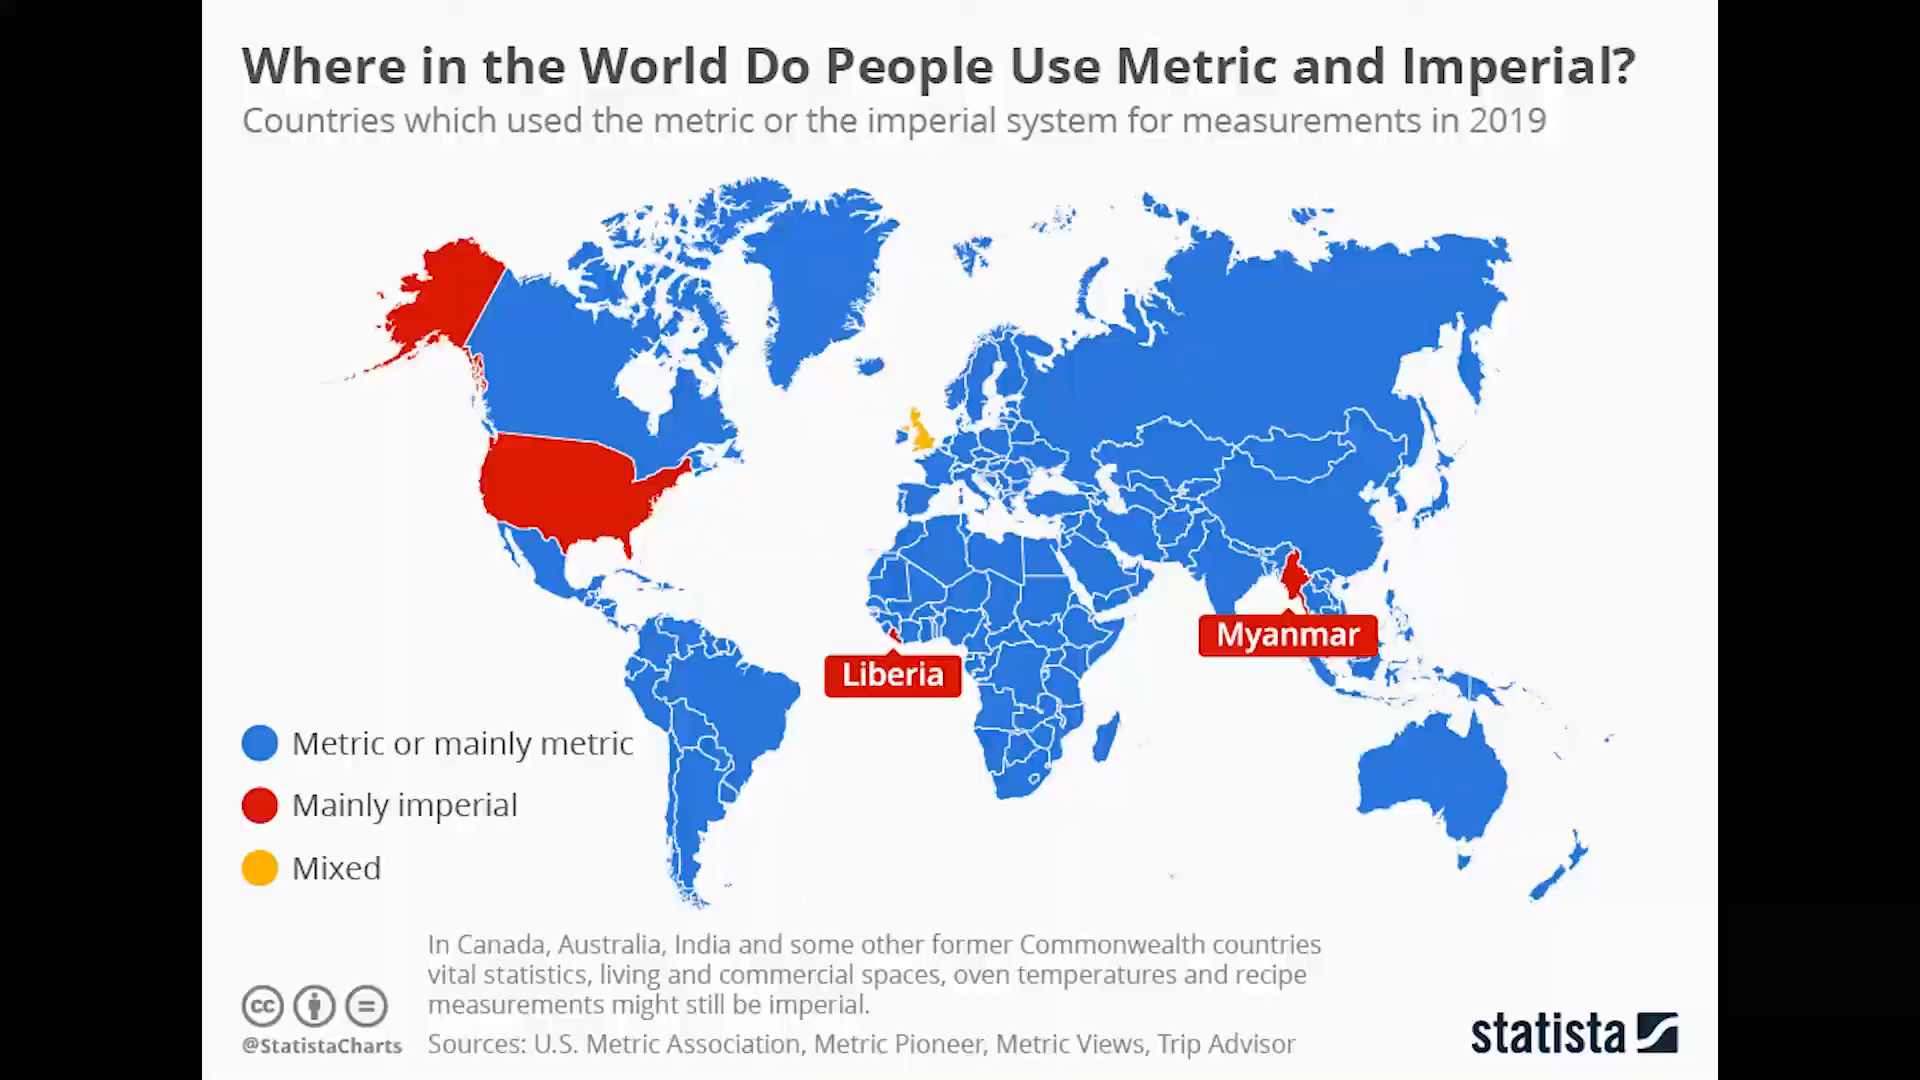 Where in the World Do People Use Metric and Imperial?
Countries which used the metric or the imperial system for measurements in 2019
Liberia
Myanmar
Metric or mainly metric
Mainly imperial
Mixed
In Canada, Australia, India and some other former Commonwealth countries
vital statistics, living and commercial spaces, oven temperatures and recipe
measurements might still be imperial.
cc
@StatistaCharts
Sources: U.S. Metric Association, Metric Pioneer, Metric Views, Trip Advisor
statista